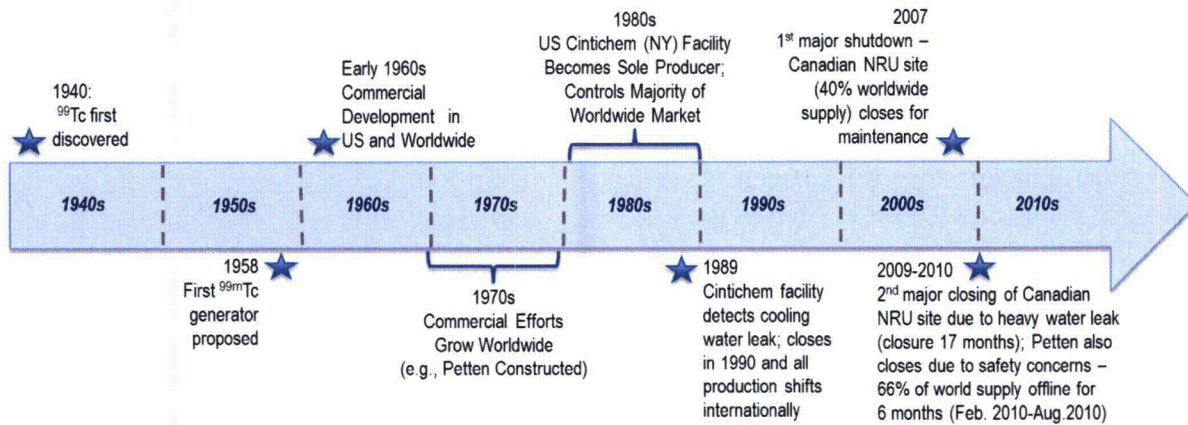 1940:
⁹⁹Tc first
discovered
Early 1960s
Commercial
Development in
US and Worldwide
1980s
US Cintichem (NY) Facility
Becomes Sole Producer;
Controls Majority of
Worldwide Market
2007
1ˢᵗ major shutdown –
Canadian NRU site
(40% worldwide
supply) closes for
maintenance
1940s
1950s
1960s
1970s
1980s
1990s
2000s
2010s
1958
First ⁹⁹ᵐTc
generator
proposed
1970s
Commercial Efforts
Grow Worldwide
(e.g., Petten Constructed)
1989
Cintichem facility
detects cooling
water leak; closes
in 1990 and all
production shifts
internationally
2009-2010
2ⁿᵈ major closing of Canadian
NRU site due to heavy water leak
(closure 17 months); Petten also
closes due to safety concerns –
66% of world supply offline for
6 months (Feb. 2010-Aug.2010)